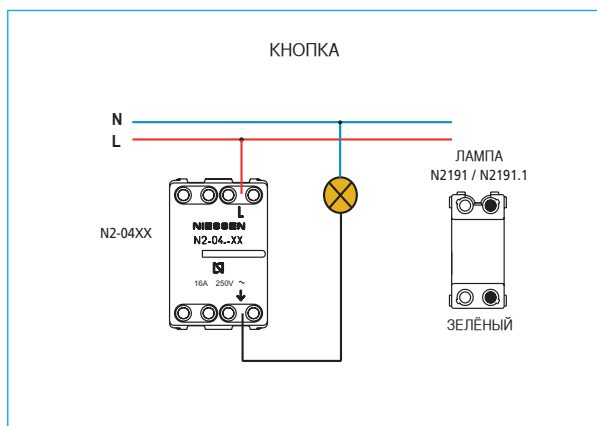 КНОПКА
N
L
ЛАМПА
N2191 / N2191.1
N2-04XX
L
NIESSEN
N2-04.-XX
16A 250V ~
ЗЕЛЁНЫЙ